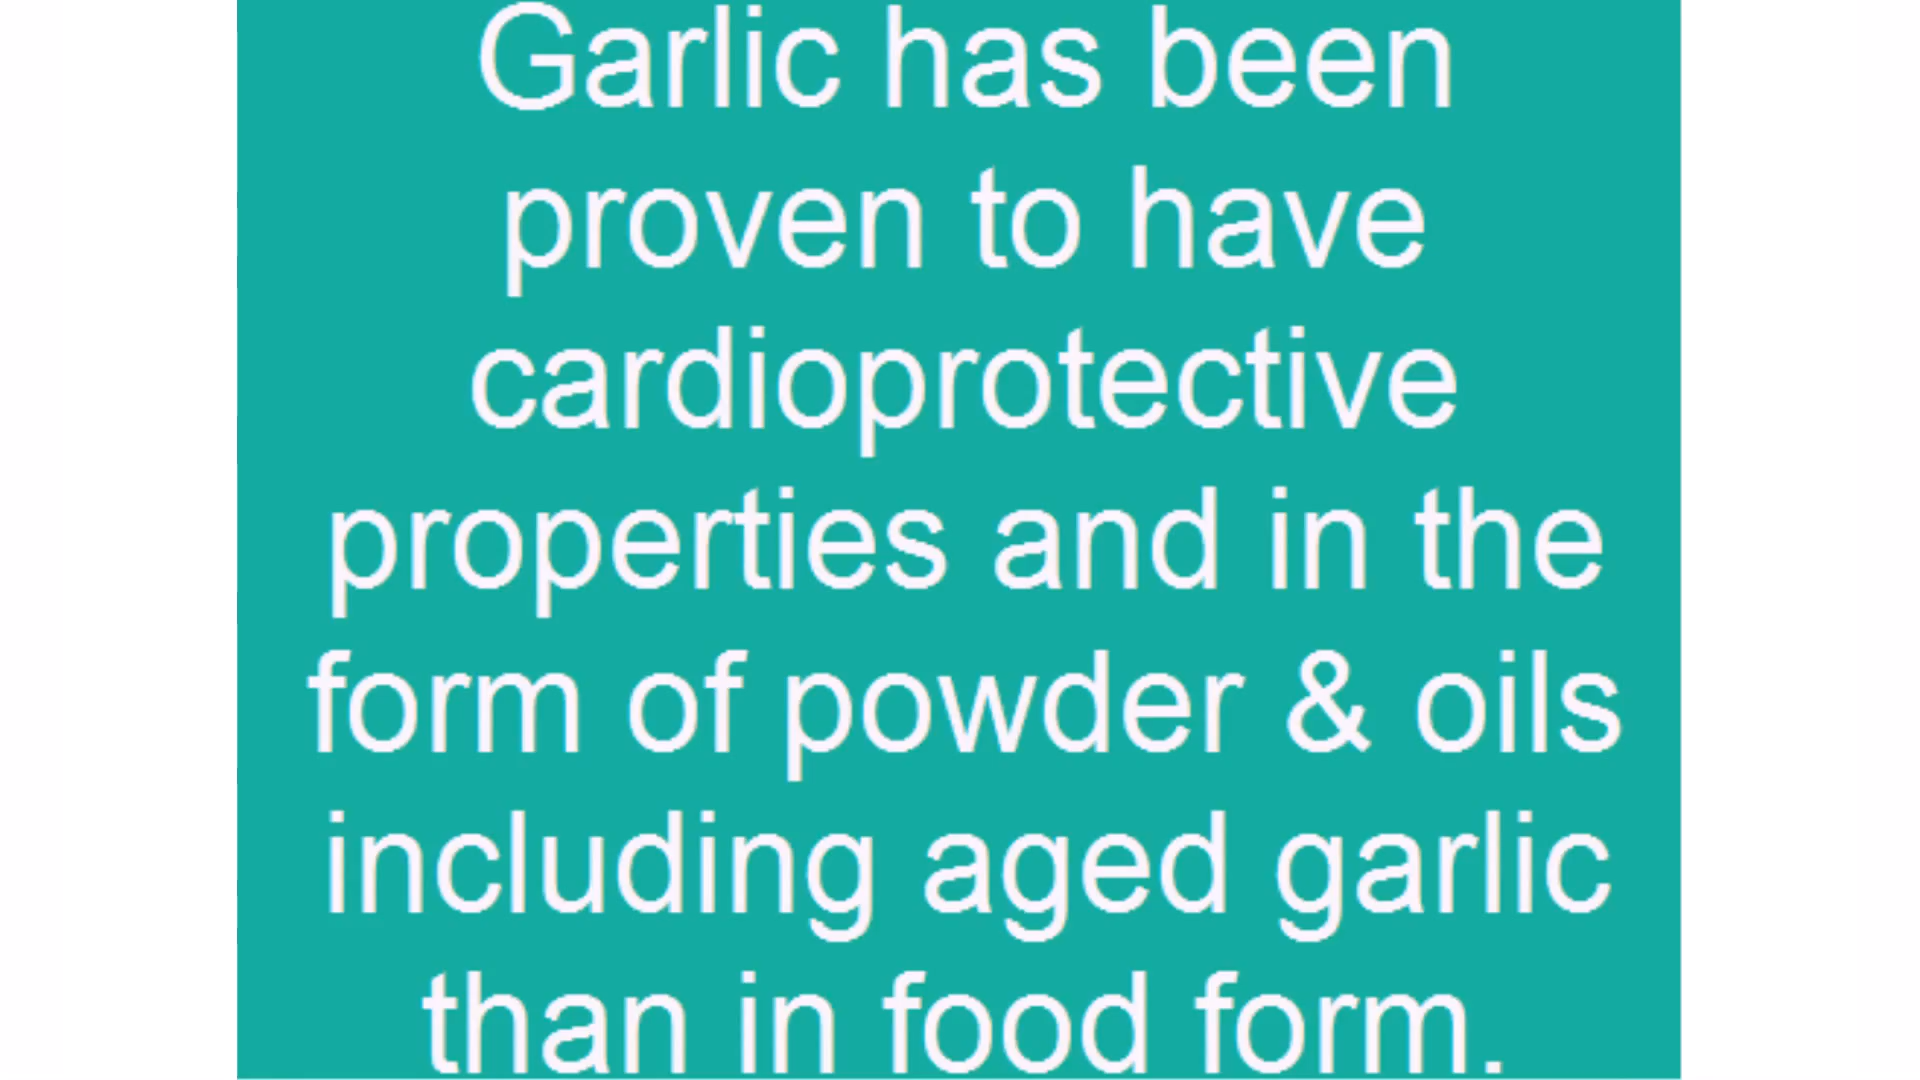 Garlic has been
proven to have
cardioprotective
properties and in the
form of powder & oils
including aged garlic
than in food form.